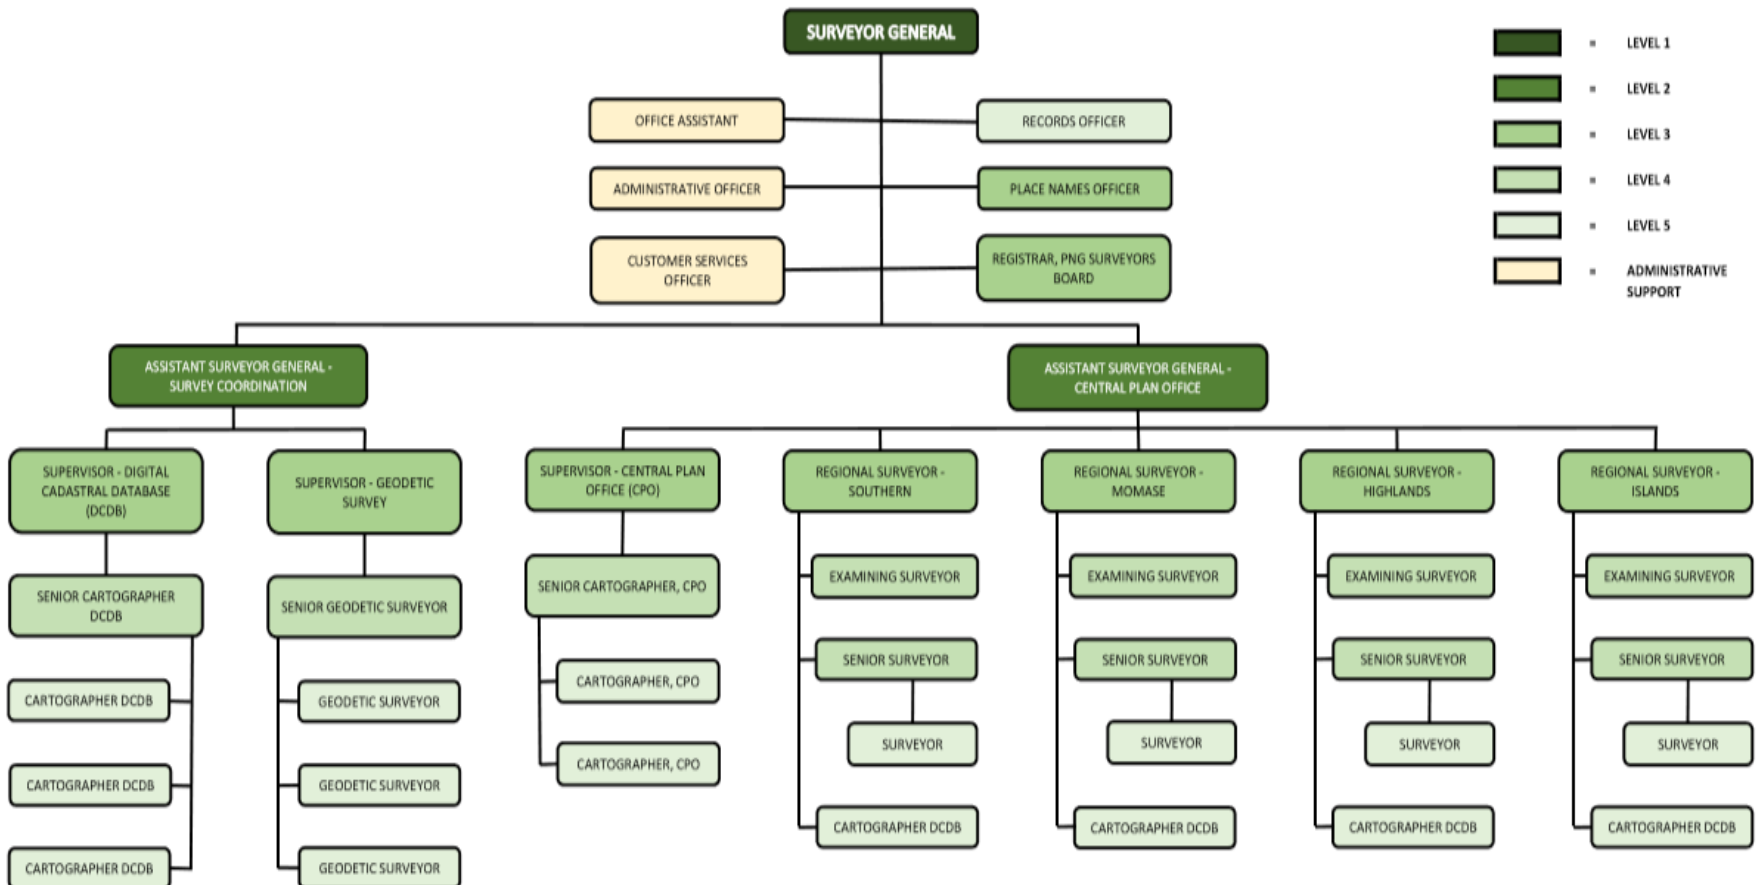 SURVEYOR GENERAL
LEVEL 1
LEVEL 2
LEVEL 3
LEVEL 4
LEVEL 5
ADMINISTRATIVE
SUPPORT
OFFICE ASSISTANT
RECORDS OFFICER
ADMINISTRATIVE OFFICER
PLACE NAMES OFFICER
CUSTOMER SERVICES
OFFICER
REGISTRAR, PNG SURVEYORS
BOARD
ASSISTANT SURVEYOR GENERAL -
SURVEY COORDINATION
ASSISTANT SURVEYOR GENERAL -
CENTRAL PLAN OFFICE
SUPERVISOR - DIGITAL
CADASTRAL DATABASE
(DCDB)
SUPERVISOR - GEODETIC
SURVEY
SUPERVISOR - CENTRAL PLAN
OFFICE (CPO)
REGIONAL SURVEYOR -
SOUTHERN
REGIONAL SURVEYOR -
MOMASE
REGIONAL SURVEYOR -
HIGHLANDS
REGIONAL SURVEYOR -
ISLANDS
SENIOR CARTOGRAPHER
DCDB
SENIOR GEODETIC SURVEYOR
SENIOR CARTOGRAPHER, CPO
EXAMINING SURVEYOR
EXAMINING SURVEYOR
EXAMINING SURVEYOR
EXAMINING SURVEYOR
SENIOR SURVEYOR
SENIOR SURVEYOR
SENIOR SURVEYOR
SENIOR SURVEYOR
CARTOGRAPHER DCDB
GEODETIC SURVEYOR
CARTOGRAPHER, CPO
SURVEYOR
SURVEYOR
SURVEYOR
SURVEYOR
CARTOGRAPHER DCDB
GEODETIC SURVEYOR
CARTOGRAPHER, CPO
CARTOGRAPHER DCDB
CARTOGRAPHER DCDB
CARTOGRAPHER DCDB
CARTOGRAPHER DCDB
CARTOGRAPHER DCDB
GEODETIC SURVEYOR